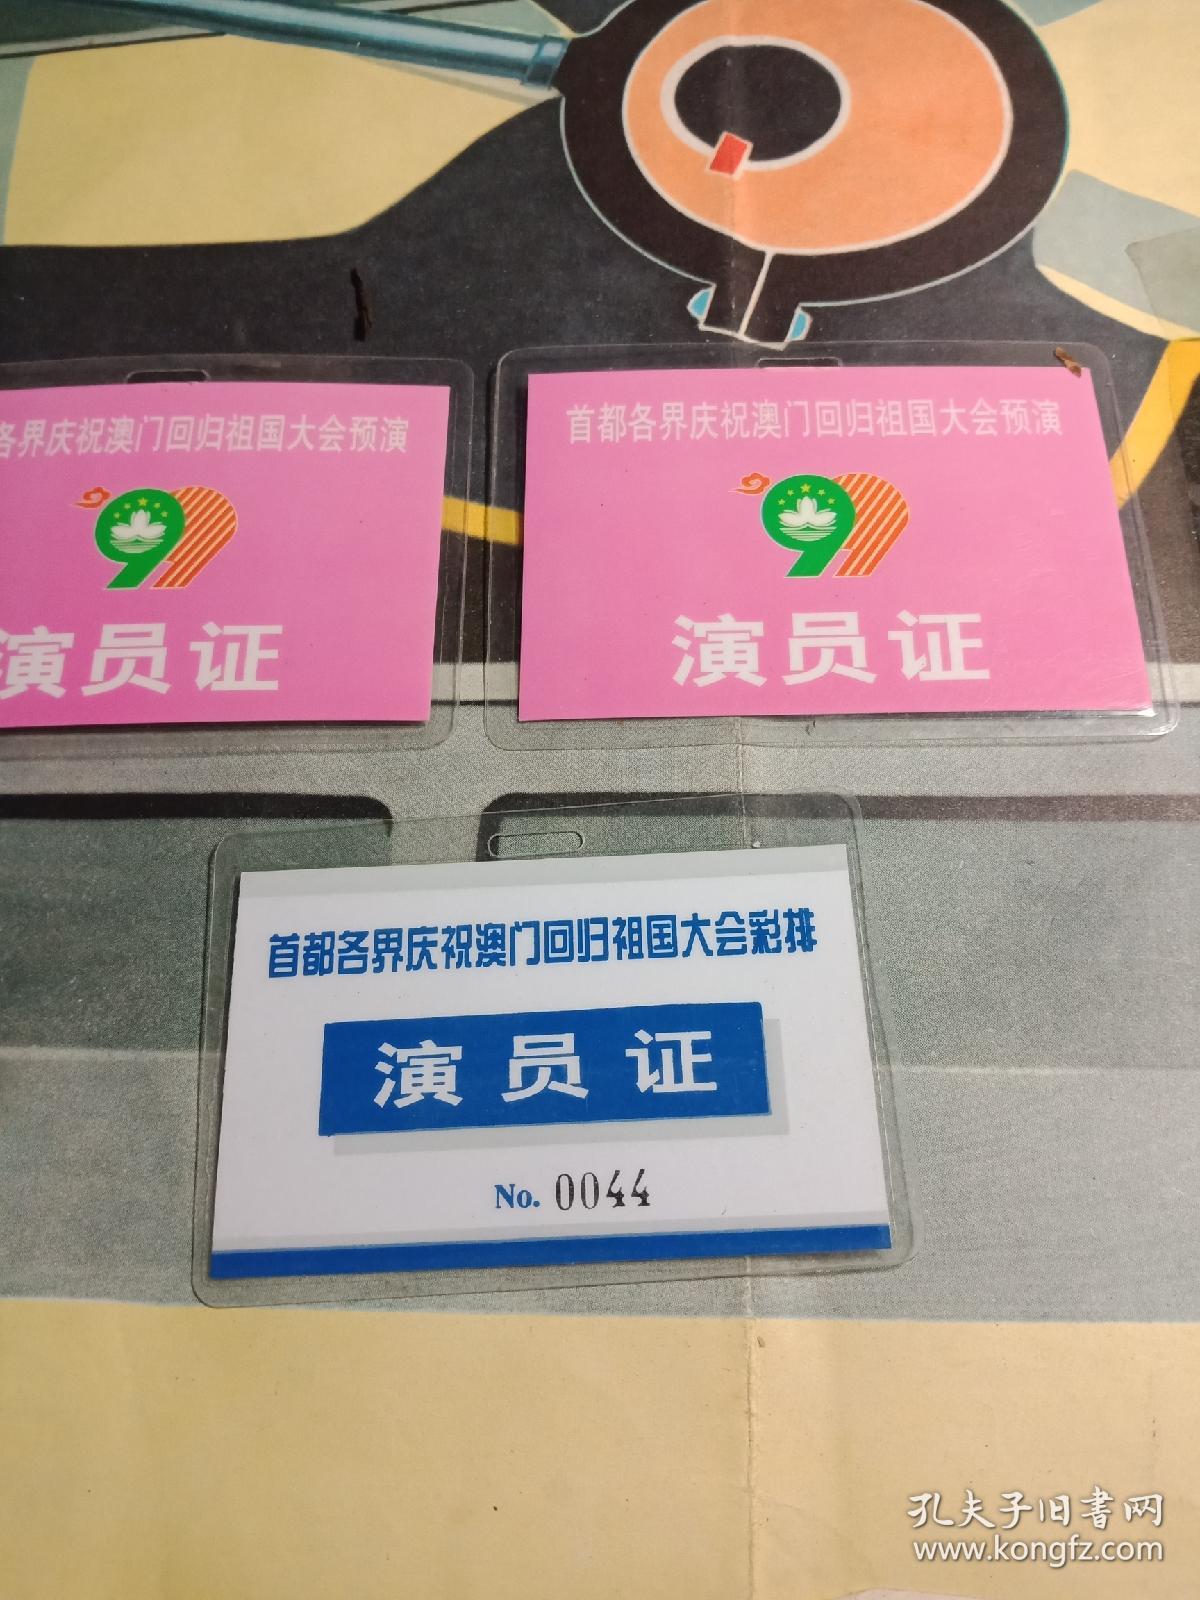 各界庆祝澳门回归祖国大会预演
99
演员证
首都各界庆祝澳门回归祖国大会预演
99
演员证
首都各界庆祝澳门回归祖国大会彩排
演员证
No. 0044
孔夫子旧书网
www.kongfz.com